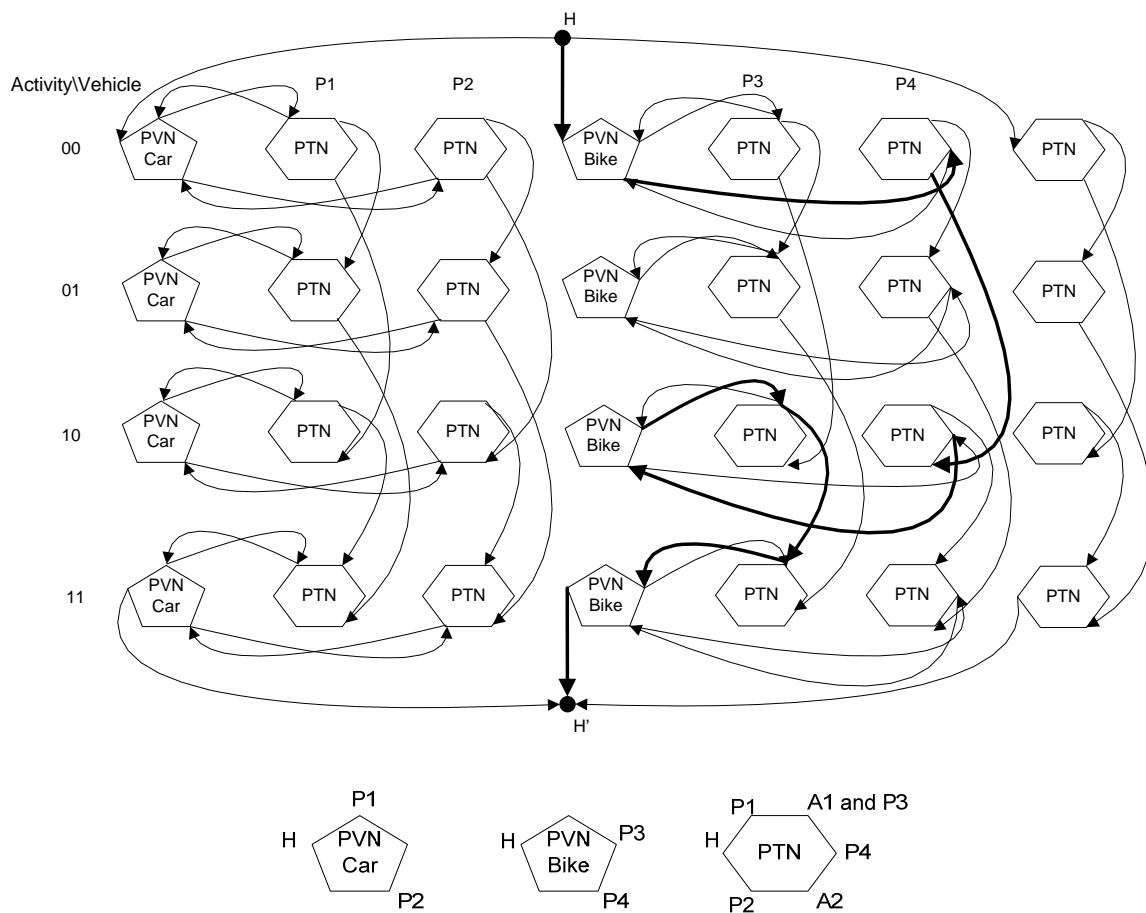 H
Activity\Vehicle P1 P2 P3 P4
00 PVN Car PTN PTN PVN Bike PTN PTN PTN
01 PVN Car PTN PTN PVN Bike PTN PTN PTN
10 PVN Car PTN PTN PVN Bike PTN PTN PTN
11 PVN Car PTN PTN PVN Bike PTN PTN PTN
H'
P1
H PVN
Car
P2
H PVN P3
Bike
P4
P1 A1 and P3
H PTN P4
P2 A2